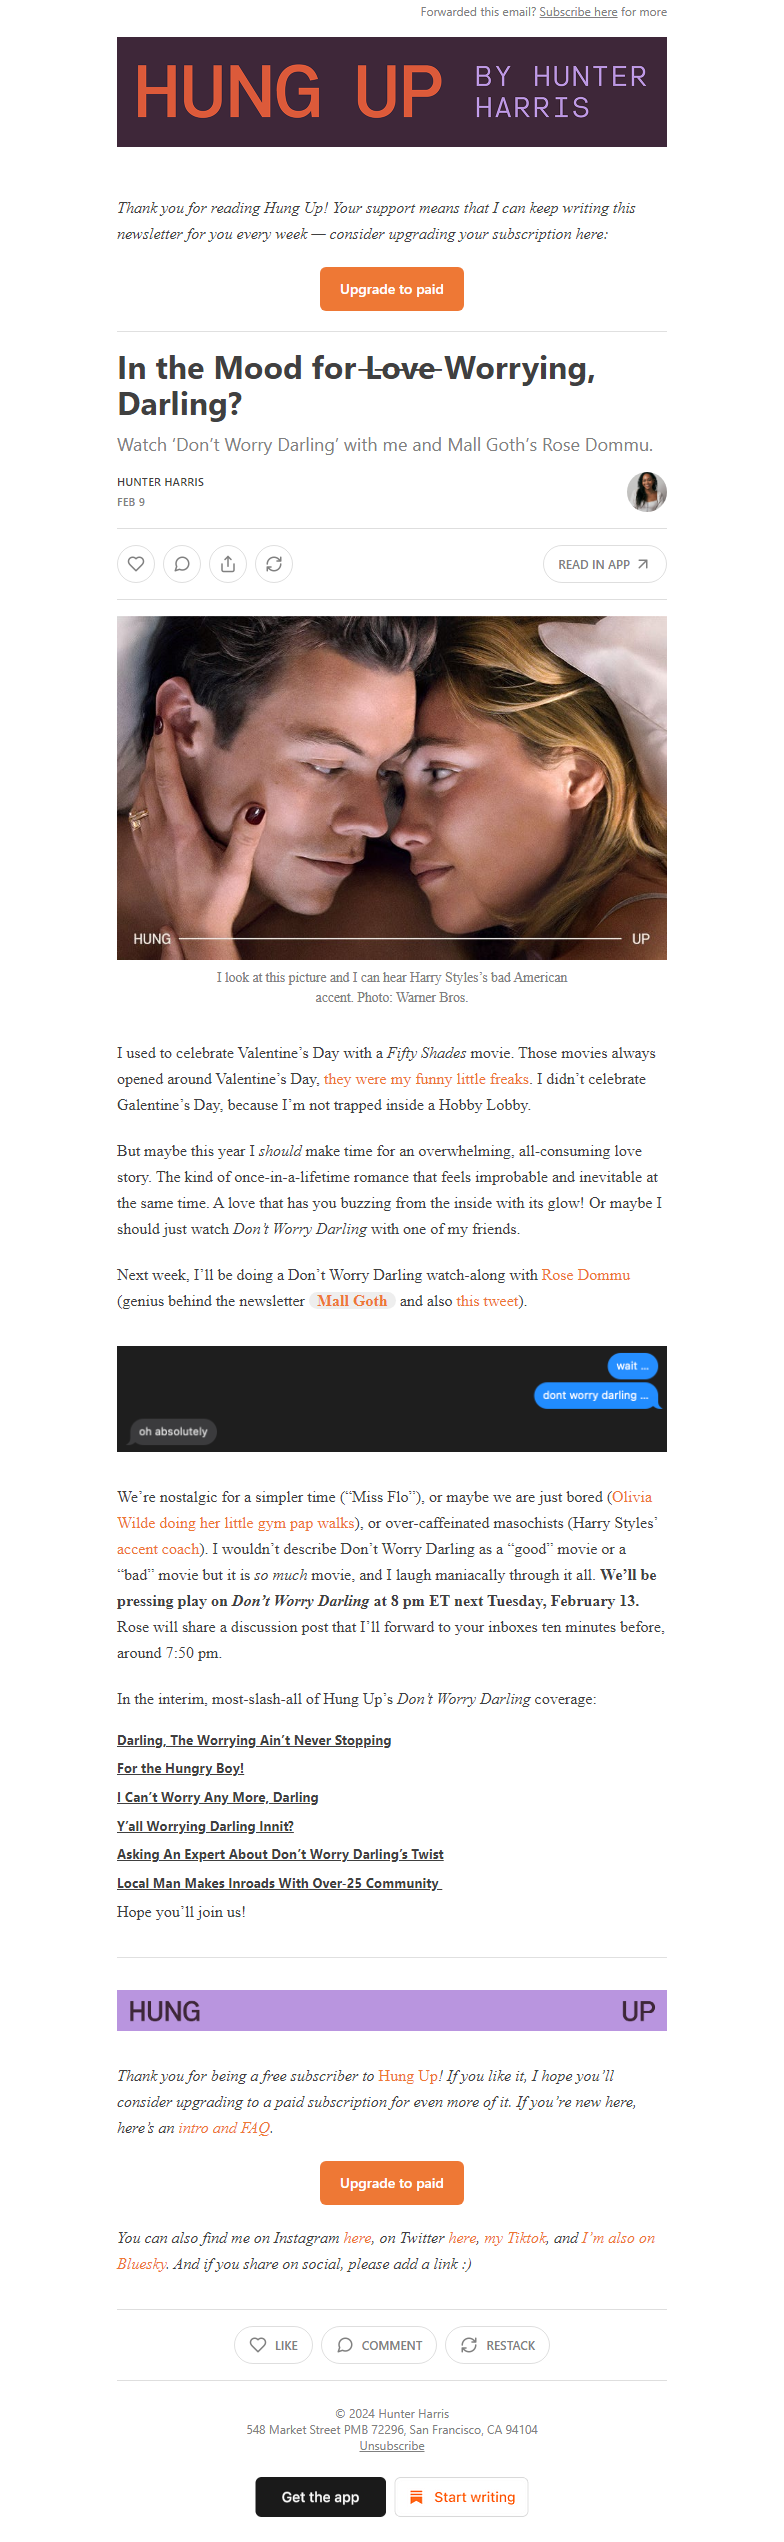 Forwarded this email? Subscribe here for more
HUNG UP BY HUNTER
HARRIS
Thank you for reading Hung Up! Your support means that I can keep writing this
newsletter for you every week — consider upgrading your subscription here:
Upgrade to paid
In the Mood for Love Worrying,
Darling?
Watch ‘Don’t Worry Darling’ with me and Mall Goth’s Rose Dommu.
HUNTER HARRIS
FEB 9
READ IN APP
HUNG UP
I look at this picture and I can hear Harry Styles’s bad American
accent. Photo: Warner Bros.
I used to celebrate Valentine’s Day with a Fifty Shades movie. Those movies always
opened around Valentine’s Day, they were my funny little freaks. I didn’t celebrate
Galentine’s Day, because I’m not trapped inside a Hobby Lobby.
But maybe this year I should make time for an overwhelming, all-consuming love
story. The kind of once-in-a-lifetime romance that feels improbable and inevitable at
the same time. A love that has you buzzing from the inside with its glow! Or maybe I
should just watch Don’t Worry Darling with one of my friends.
Next week, I’ll be doing a Don’t Worry Darling watch-along with Rose Dommu
(genius behind the newsletter Mall Goth and also this tweet).
wait ...
dont worry darling ...
oh absolutely
We’re nostalgic for a simpler time (“Miss Flo”), or maybe we are just bored (Olivia
Wilde doing her little gym pap walks), or over-caffeinated masochists (Harry Styles’
accent coach). I wouldn’t describe Don’t Worry Darling as a “good” movie or a
“bad” movie but it is so much movie, and I laugh maniacally through it all. We’ll be
pressing play on Don’t Worry Darling at 8 pm ET next Tuesday, February 13.
Rose will share a discussion post that I’ll forward to your inboxes ten minutes before,
around 7:50 pm.
In the interim, most-slash-all of Hung Up’s Don’t Worry Darling coverage:
Darling, The Worrying Ain’t Never Stopping
For the Hungry Boy!
I Can’t Worry Any More, Darling
Y’all Worrying Darling Innit?
Asking An Expert About Don’t Worry Darling’s Twist
Local Man Makes Inroads With Over-25 Community
Hope you’ll join us!
HUNG UP
Thank you for being a free subscriber to Hung Up! If you like it, I hope you’ll
consider upgrading to a paid subscription for even more of it. If you’re new here,
here’s an intro and FAQ.
Upgrade to paid
You can also find me on Instagram here, on Twitter here, my Tiktok, and I’m also on
Bluesky. And if you share on social, please add a link :)
LIKE COMMENT RESTACK
© 2024 Hunter Harris
548 Market Street PMB 72296, San Francisco, CA 94104
Unsubscribe
Get the app Start writing